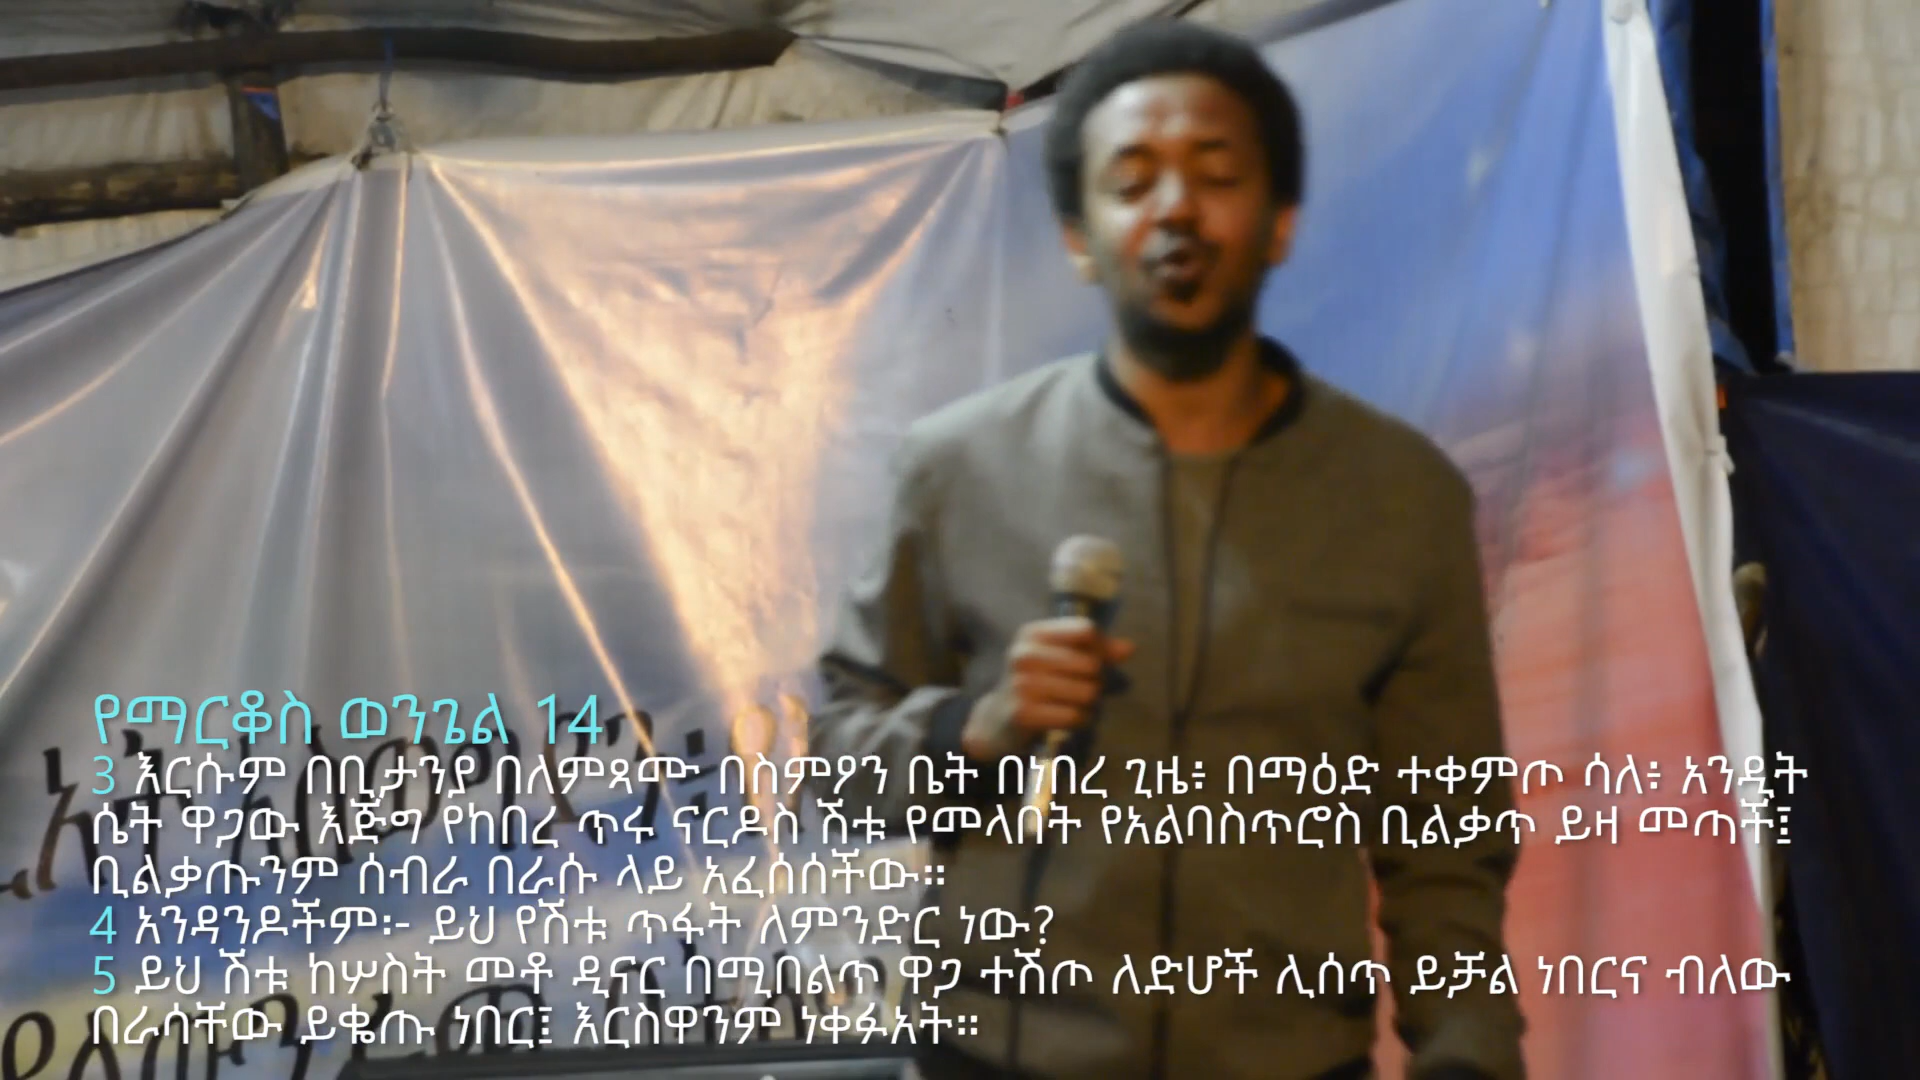 የማርቆስ ወንጌል 14
3 እርሱም በቢታንያ በለምጻሙ በስምዖን ቤት በነበረ ጊዜ፥ በማዕድ ተቀምጦ ሳለ፥ አንዲት
ሴት ዋጋው እጅግ የከበረ ጥሩ ናርዶስ ሽቱ የመላበት የአልባስጥሮስ ቢልቃጥ ይዛ መጣች፤
ቢልቃጡንም ሰብራ በራሱ ላይ አፈሰሰችው።
4 አንዳንዶችም፦ ይህ የሽቱ ጥፋት ለምንድር ነው?
5 ይህ ሽቱ ከሦስት መቶ ዲናር በሚበልጥ ዋጋ ተሽጦ ለድሆች ሊሰጥ ይቻል ነበርና ብለው
በራሳቸው ይቈጡ ነበር፤ እርስዋንም ነቀፉአት።